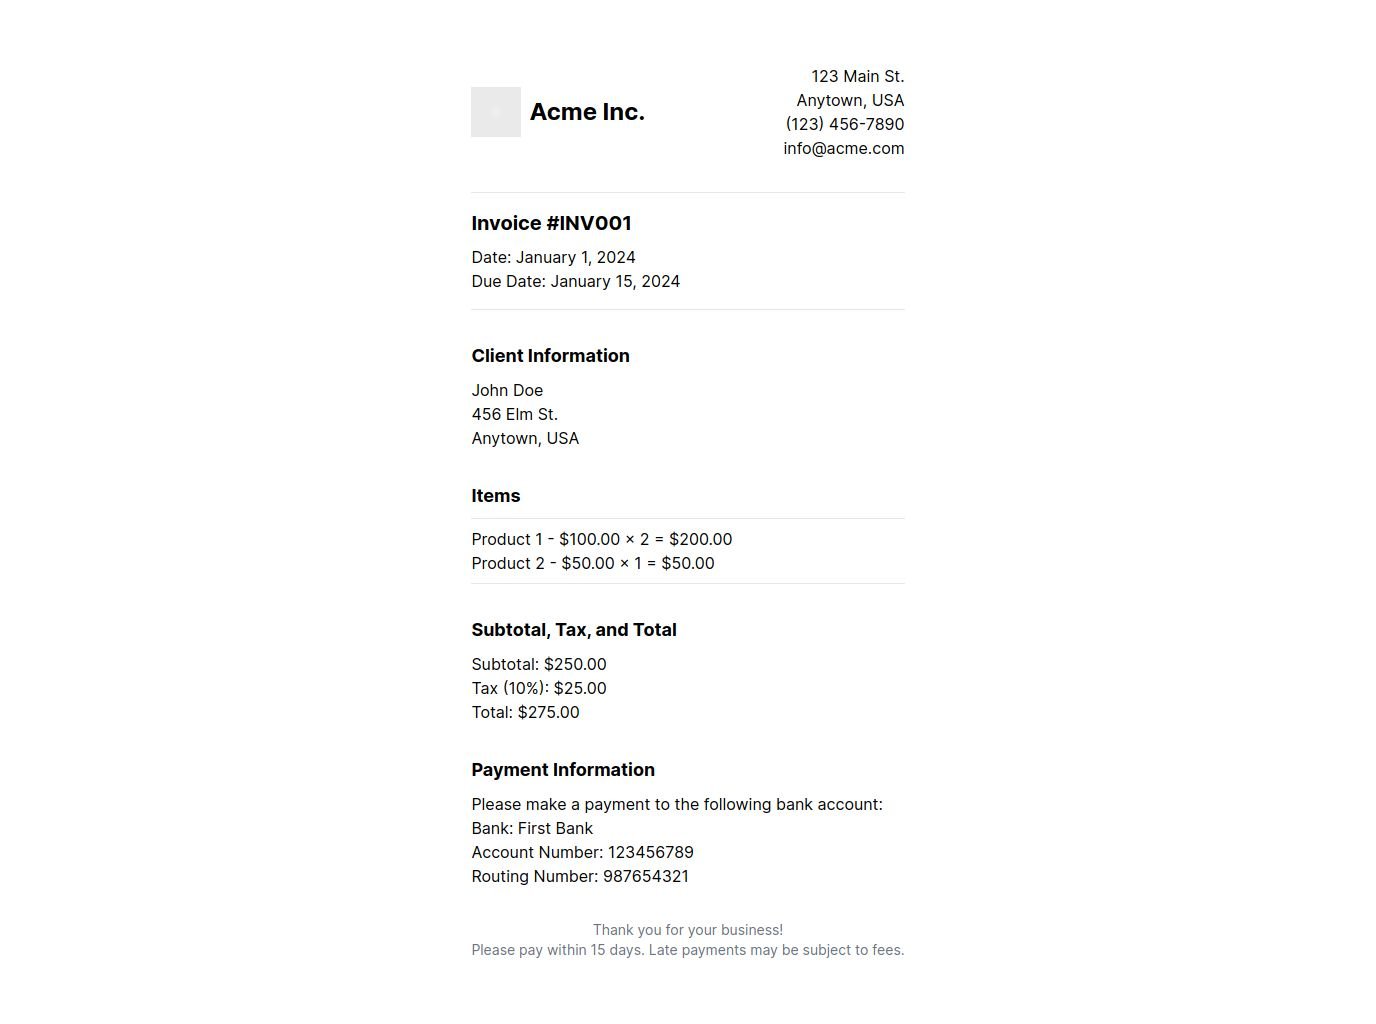 Acme Inc.
123 Main St.
Anytown, USA
(123) 456-7890
info@acme.com
Invoice #INV001
Date: January 1, 2024
Due Date: January 15, 2024
Client Information
John Doe
456 Elm St.
Anytown, USA
Items
Product 1 - $100.00 × 2 = $200.00
Product 2 - $50.00 × 1 = $50.00
Subtotal, Tax, and Total
Subtotal: $250.00
Tax (10%): $25.00
Total: $275.00
Payment Information
Please make a payment to the following bank account:
Bank: First Bank
Account Number: 123456789
Routing Number: 987654321
Thank you for your business!
Please pay within 15 days. Late payments may be subject to fees.